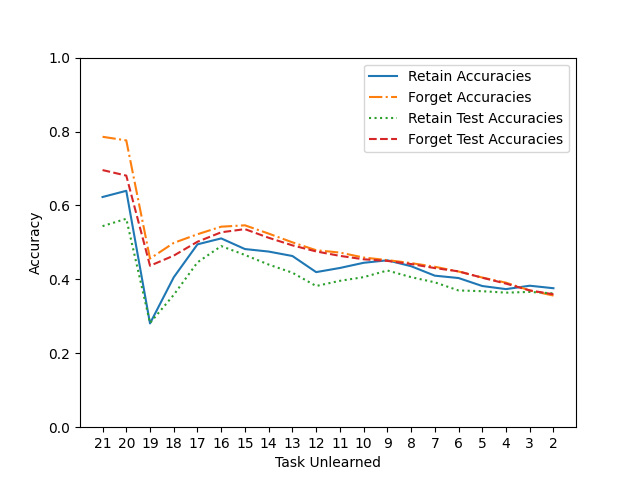 1.0
0.8
0.6
0.4
0.2
0.0
Accuracy
Retain Accuracies
Forget Accuracies
Retain Test Accuracies
Forget Test Accuracies
21 20 19 18 17 16 15 14 13 12 11 10 9 8 7 6 5 4 3 2
Task Unlearned